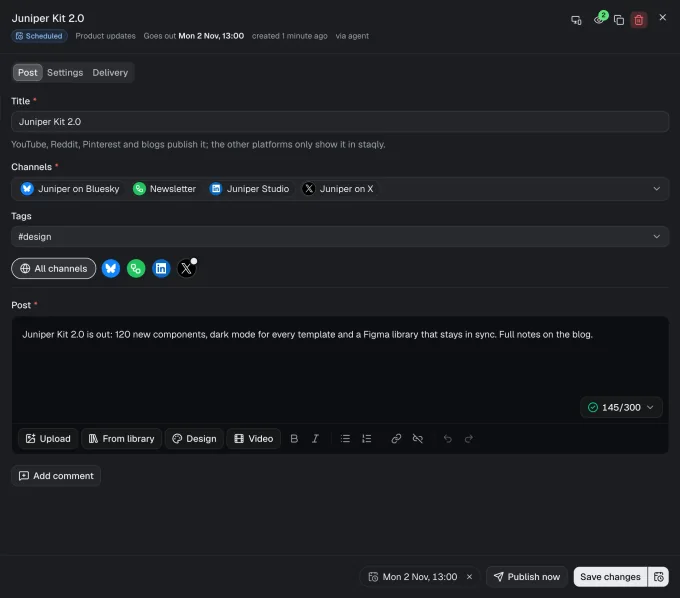 Juniper Kit 2.0
2
Scheduled Product updates Goes out Mon 2 Nov, 13:00 created 1 minute ago via agent
Post Settings Delivery
Title *
Juniper Kit 2.0
YouTube, Reddit, Pinterest and blogs publish it; the other platforms only show it in staqly.
Channels *
Juniper on Bluesky Newsletter Juniper Studio Juniper on X
Tags
#design
All channels
Post *
Juniper Kit 2.0 is out: 120 new components, dark mode for every template and a Figma library that stays in sync. Full notes on the blog.
145/300
Upload From library Design Video B I
Add comment
Mon 2 Nov, 13:00 × Publish now Save changes